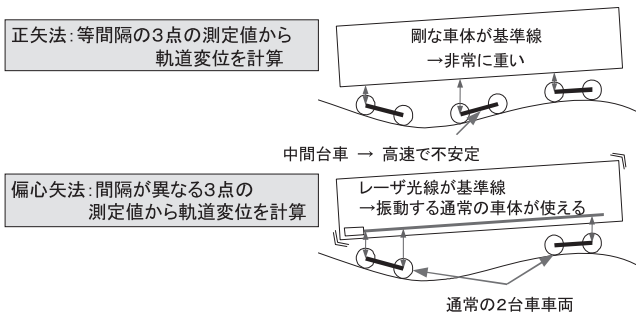 正矢法：等間隔の３点の測定値から
軌道変位を計算
剛な車体が基準線
→非常に重い
中間台車 → 高速で不安定
偏心矢法：間隔が異なる３点の
測定値から軌道変位を計算
レーザ光線が基準線
→振動する通常の車体が使える
通常の２台車車両